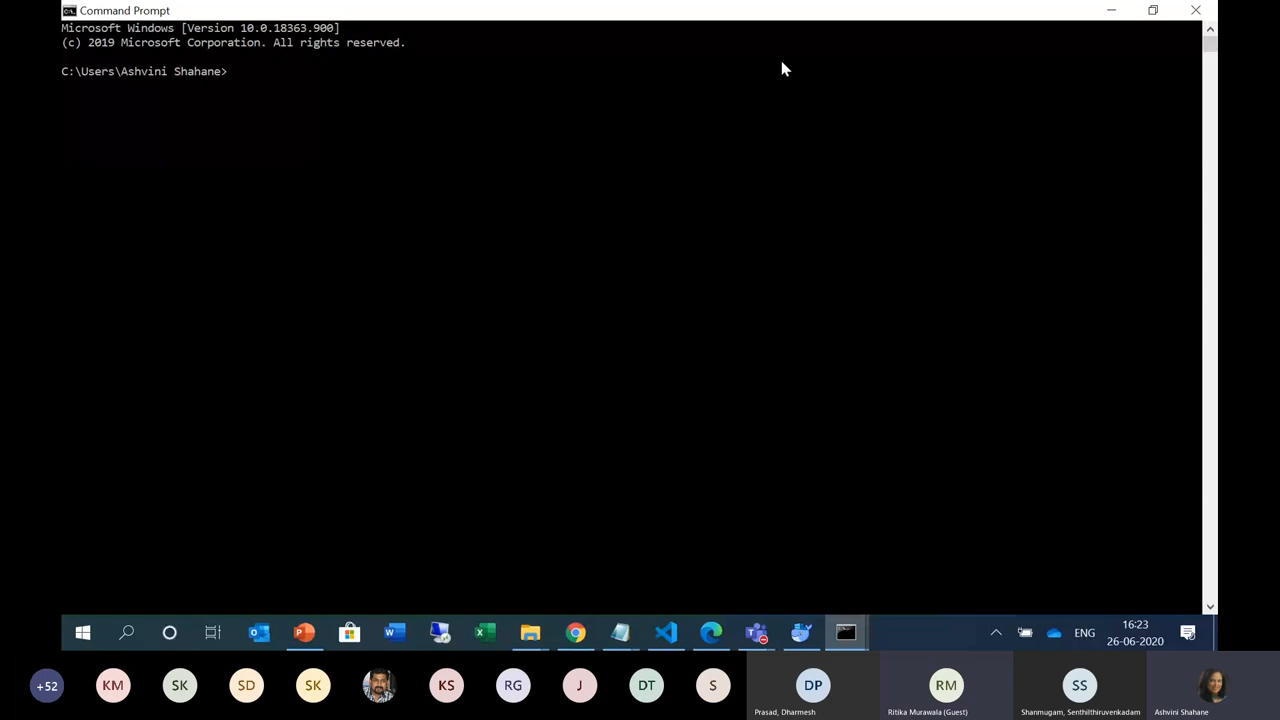 Command Prompt
Microsoft Windows [Version 10.0.18363.900]
(c) 2019 Microsoft Corporation. All rights reserved.
C:\Users\Ashvini Shahane>
ENG
16:23
26-06-2020
+52
KM
SK
SD
SK
KS
RG
J
DT
S
DP
RM
SS
Prasad, Dharmesh
Ritika Murawala (Guest)
Shanmugam, Senthilthiruvenkadam
Ashvini Shahane